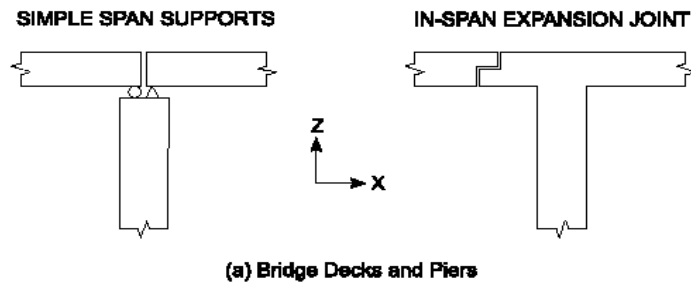 SIMPLE SPAN SUPPORTS
IN-SPAN EXPANSION JOINT
Z
X
(a) Bridge Decks and Piers